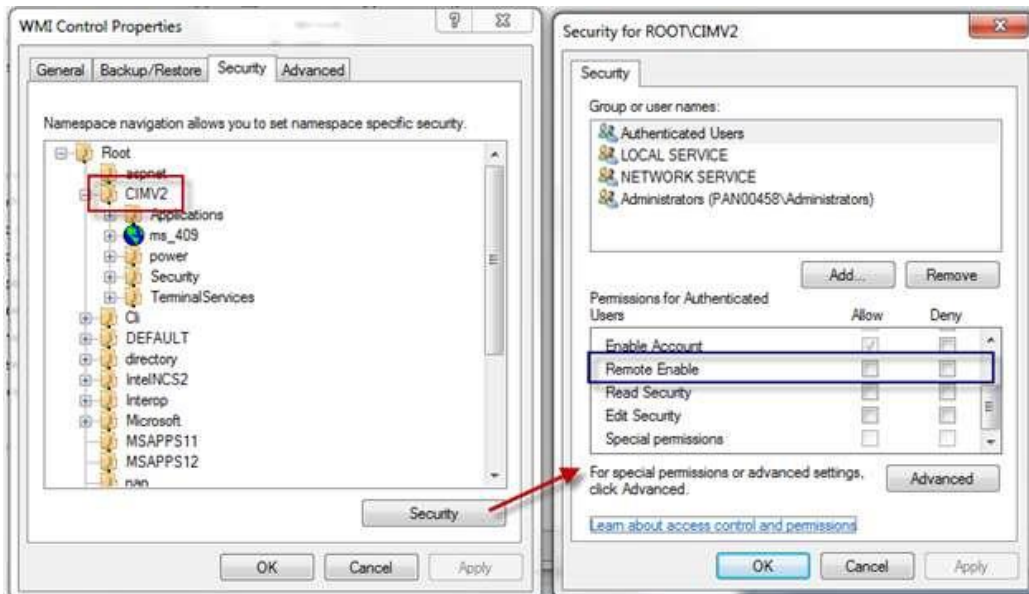 WMI Control Properties
General Backup/Restore Security Advanced
Namespace navigation allows you to set namespace specific security.
Root
aspnet
CIMV2
Applications
ms_409
power
Security
TerminalServices
Cli
DEFAULT
directory
IntelNCS2
Interop
Microsoft
MSAPPS11
MSAPPS12
nap
Security
OK Cancel Apply
Security for ROOT\CIMV2
Security
Group or user names:
Authenticated Users
LOCAL SERVICE
NETWORK SERVICE
Administrators (PAN00458\Administrators)
Add... Remove
Permissions for Authenticated
Users Allow Deny
Enable Account
Remote Enable
Read Security
Edit Security
Special permissions
For special permissions or advanced settings,
click Advanced.
Advanced
Learn about access control and permissions
OK Cancel Apply